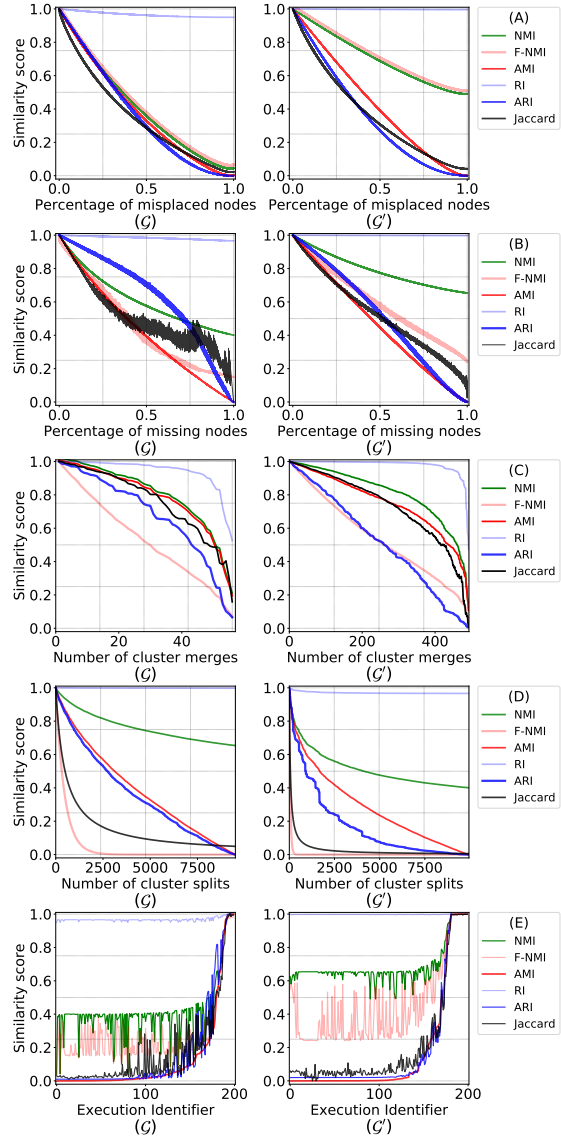 1.0
0.8
0.6
0.4
0.2
0.0
Similarity score
0.0
0.5
1.0
Percentage of misplaced nodes
(𝒢)
1.0
0.8
0.6
0.4
0.2
0.0
0.0
0.5
1.0
Percentage of misplaced nodes
(𝒢')
(A)
NMI
F-NMI
AMI
RI
ARI
Jaccard
1.0
0.8
0.6
0.4
0.2
0.0
Similarity score
0.0
0.5
1.0
Percentage of missing nodes
(𝒢)
1.0
0.8
0.6
0.4
0.2
0.0
0.0
0.5
1.0
Percentage of missing nodes
(𝒢')
(B)
NMI
F-NMI
AMI
RI
ARI
Jaccard
1.0
0.8
0.6
0.4
0.2
0.0
Similarity score
0
20
40
Number of cluster merges
(𝒢)
1.0
0.8
0.6
0.4
0.2
0.0
0
200
400
Number of cluster merges
(𝒢')
(C)
NMI
F-NMI
AMI
RI
ARI
Jaccard
1.0
0.8
0.6
0.4
0.2
0.0
Similarity score
0
2500
5000
7500
Number of cluster splits
(𝒢)
1.0
0.8
0.6
0.4
0.2
0.0
0
2500
5000
7500
Number of cluster splits
(𝒢')
(D)
NMI
F-NMI
AMI
RI
ARI
Jaccard
1.0
0.8
0.6
0.4
0.2
0.0
Similarity score
0
100
200
Execution Identifier
(𝒢)
1.0
0.8
0.6
0.4
0.2
0.0
0
100
200
Execution Identifier
(𝒢')
(E)
NMI
F-NMI
AMI
RI
ARI
Jaccard